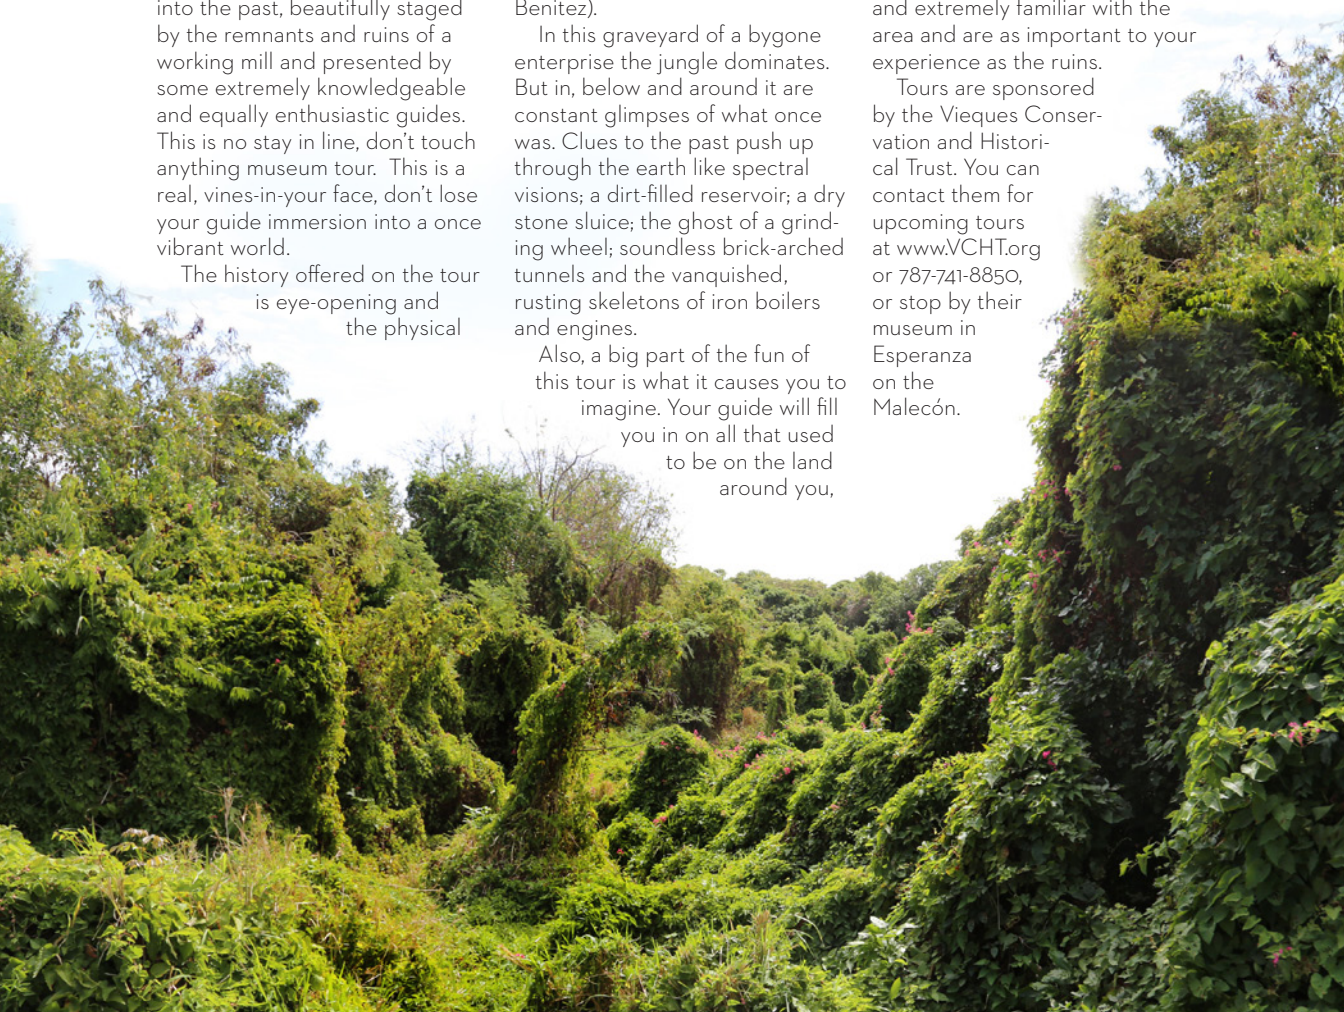 into the past, beautifully staged
by the remnants and ruins of a
working mill and presented by
some extremely knowledgeable
and equally enthusiastic guides.
This is no stay in line, don't touch
anything museum tour.  This is a
real, vines-in-your face, don't lose
your guide immersion into a once
vibrant world.
The history offered on the tour
is eye-opening and
the physical
Benitez).
In this graveyard of a bygone
enterprise the jungle dominates.
But in, below and around it are
constant glimpses of what once
was. Clues to the past push up
through the earth like spectral
visions; a dirt-filled reservoir; a dry
stone sluice; the ghost of a grind-
ing wheel; soundless brick-arched
tunnels and the vanquished,
rusting skeletons of iron boilers
and engines.
Also, a big part of the fun of
this tour is what it causes you to
imagine. Your guide will fill
you in on all that used
to be on the land
around you,
and extremely familiar with the
area and are as important to your
experience as the ruins.
Tours are sponsored
by the Vieques Conser-
vation and Histori-
cal Trust. You can
contact them for
upcoming tours
at www.VCHT.org
or 787-741-8850,
or stop by their
museum in
Esperanza
on the
Malecón.